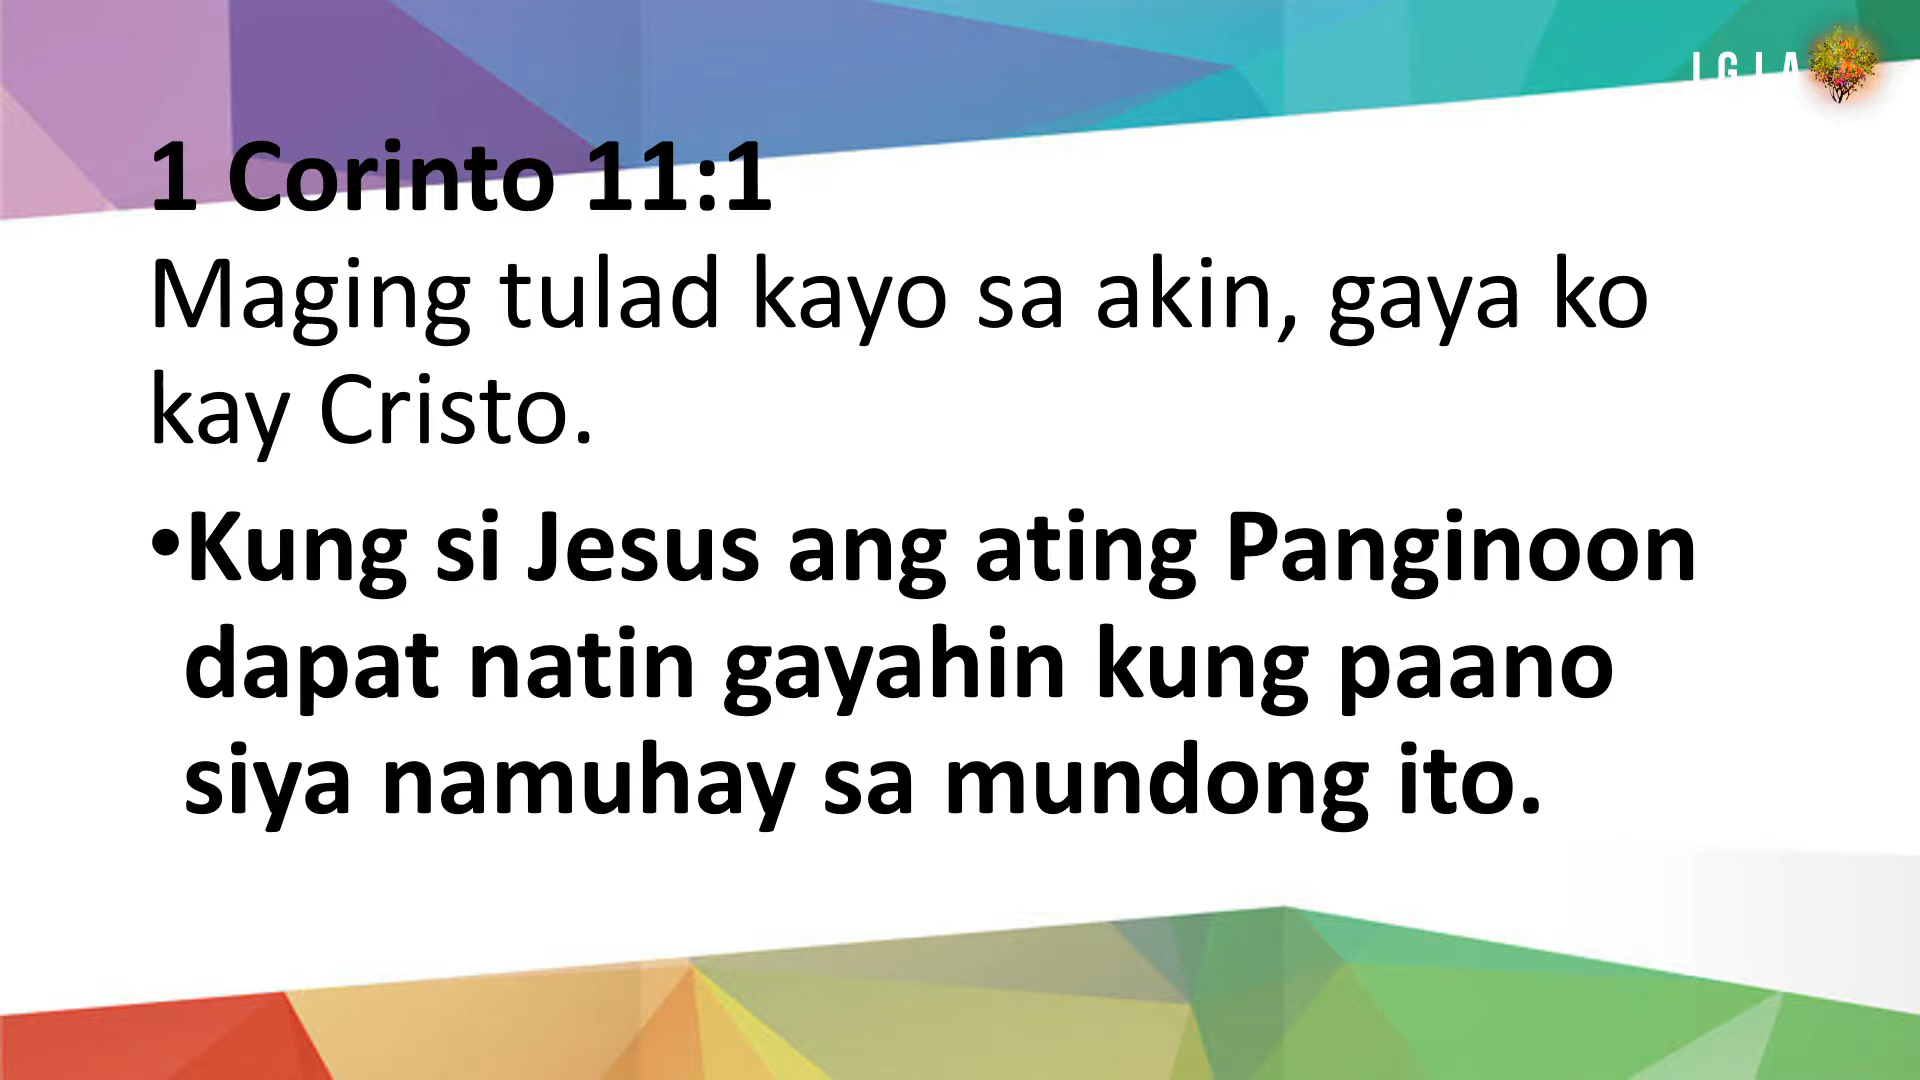 JGJA
1 Corinto 11:1
Maging tulad kayo sa akin, gaya ko
kay Cristo.
•Kung si Jesus ang ating Panginoon
dapat natin gayahin kung paano
siya namuhay sa mundong ito.